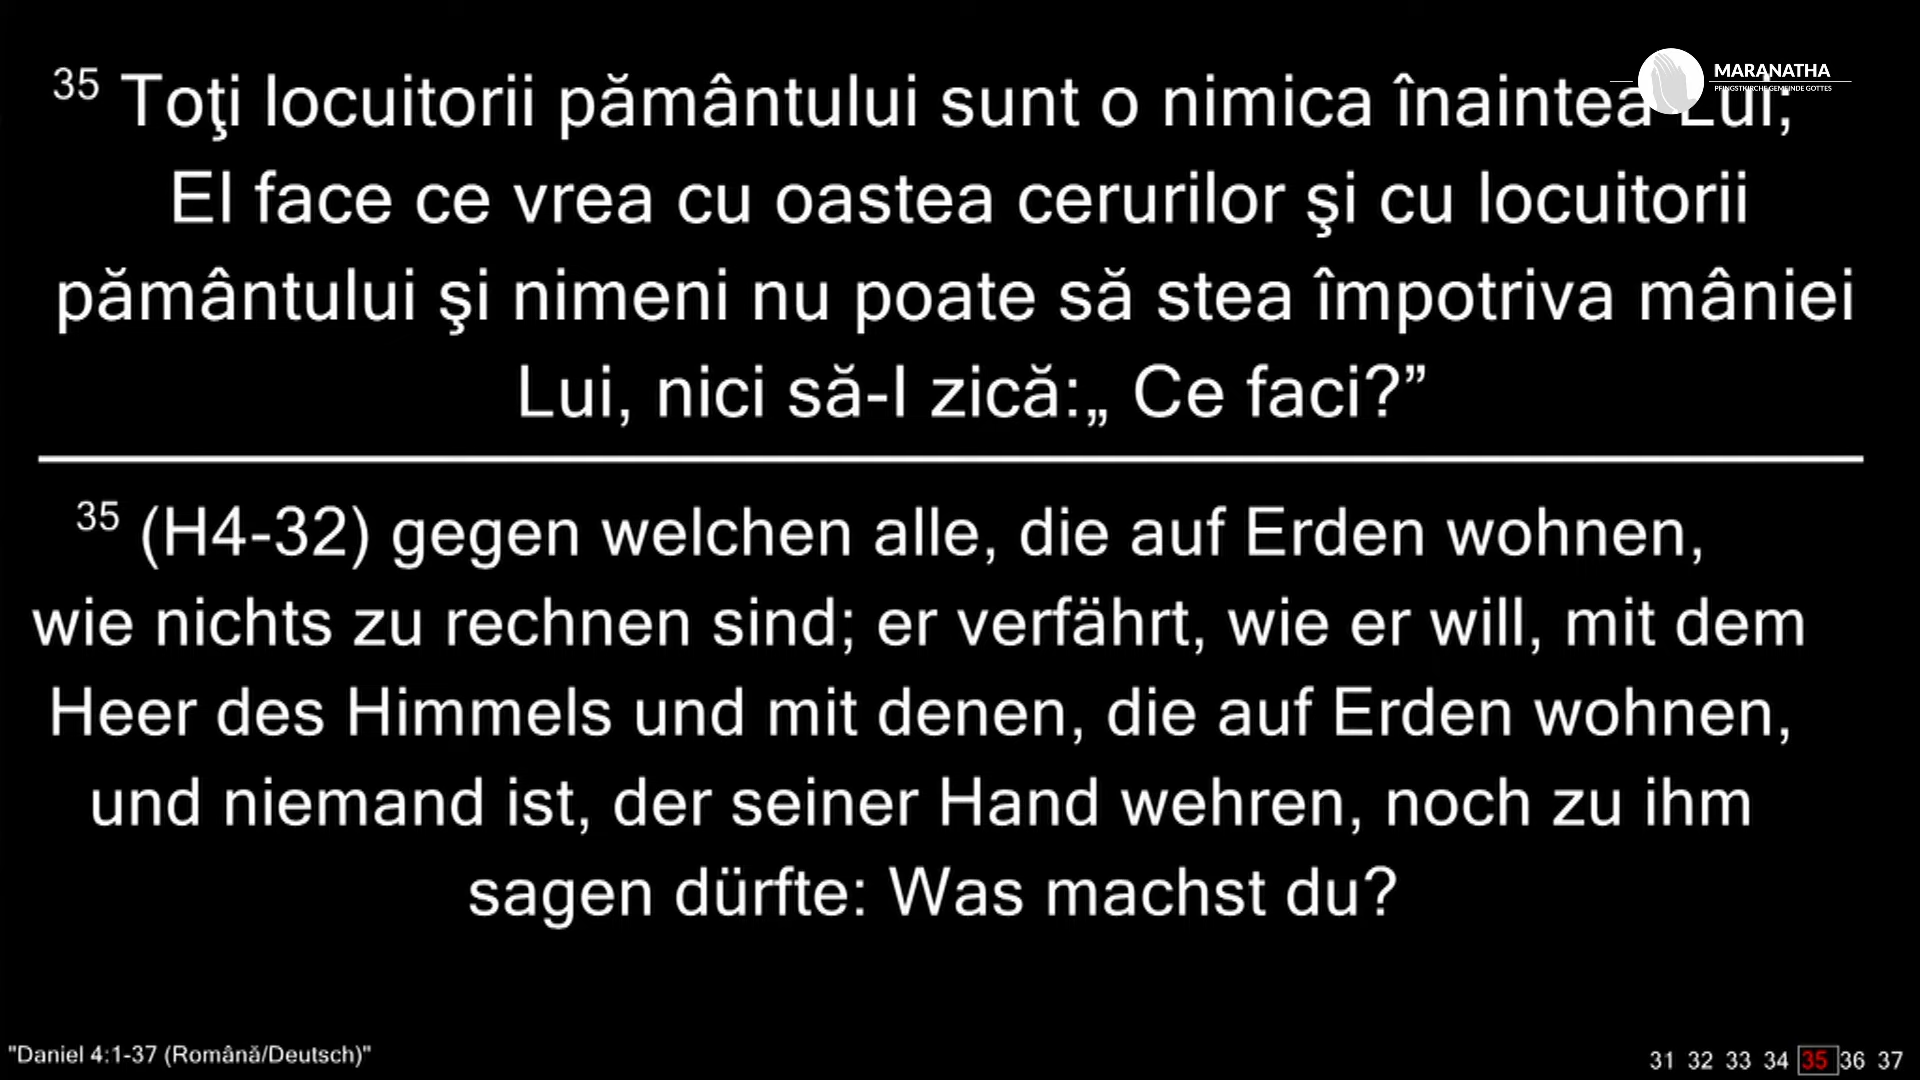 35 Toţi locuitorii pământului sunt o nimica înaintea Lui;
El face ce vrea cu oastea cerurilor şi cu locuitorii
pământului şi nimeni nu poate să stea împotriva mâniei
Lui, nici să-I zică:„ Ce faci?”
35 (H4-32) gegen welchen alle, die auf Erden wohnen,
wie nichts zu rechnen sind; er verfährt, wie er will, mit dem
Heer des Himmels und mit denen, die auf Erden wohnen,
und niemand ist, der seiner Hand wehren, noch zu ihm
sagen dürfte: Was machst du?
MARANATHA
PFINGSTKIRCHE GEMEINDE GOTTES
"Daniel 4:1-37 (Română/Deutsch)"
31 32 33 34 35 36 37